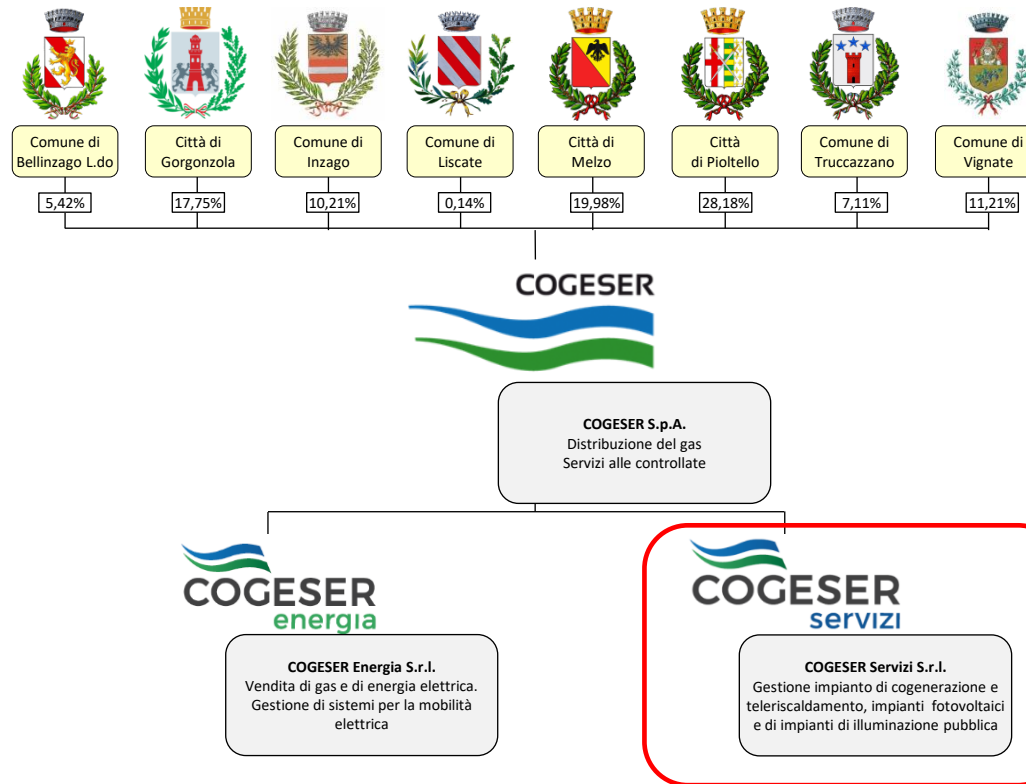 Comune di
Bellinzago L.do
Città di
Gorgonzola
Comune di
Inzago
Comune di
Liscate
Città di
Melzo
Città
di Pioltello
Comune di
Truccazzano
Comune di
Vignate
5,42%
17,75%
10,21%
0,14%
19,98%
28,18%
7,11%
11,21%
COGESER
COGESER S.p.A.
Distribuzione del gas
Servizi alle controllate
COGESER
energia
COGESER
servizi
COGESER Energia S.r.l.
Vendita di gas e di energia elettrica.
Gestione di sistemi per la mobilità
elettrica
COGESER Servizi S.r.l.
Gestione impianto di cogenerazione e
teleriscaldamento, impianti fotovoltaici
e di impianti di illuminazione pubblica